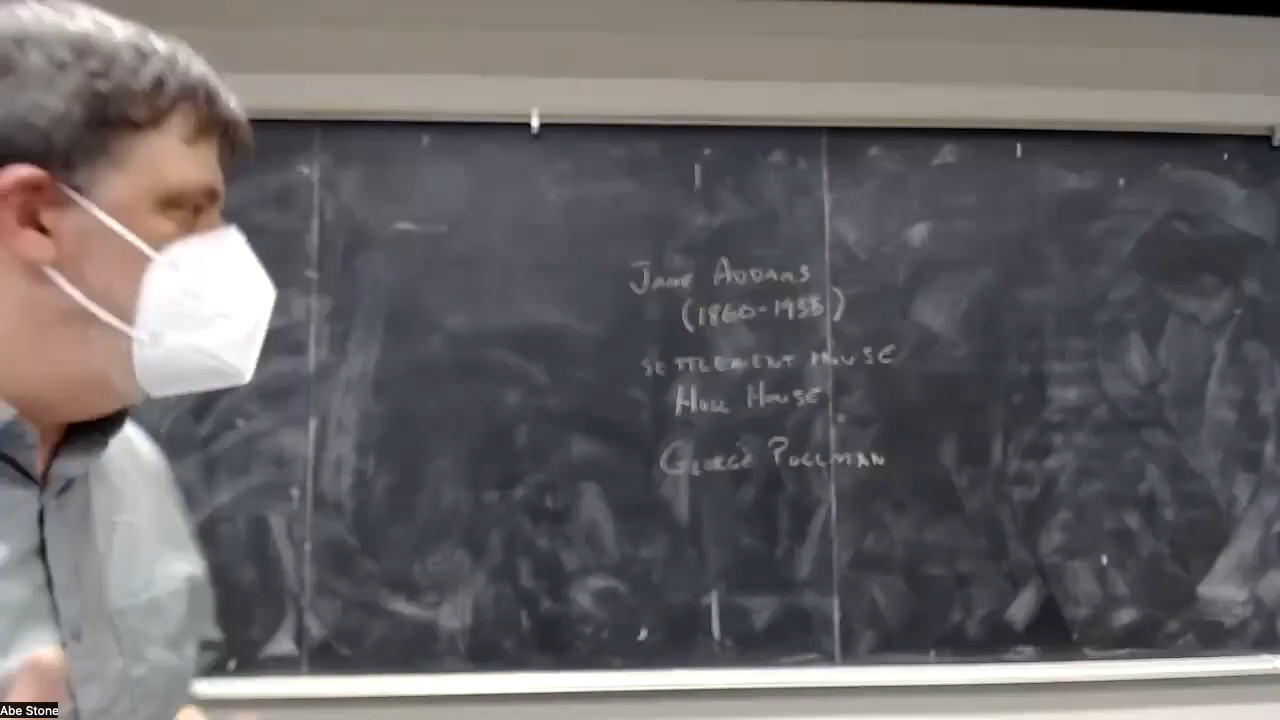 Jane Addams
(1860-1935)
SETTLEMENT HOUSE
Hull House
George Pullman
Abe Stone